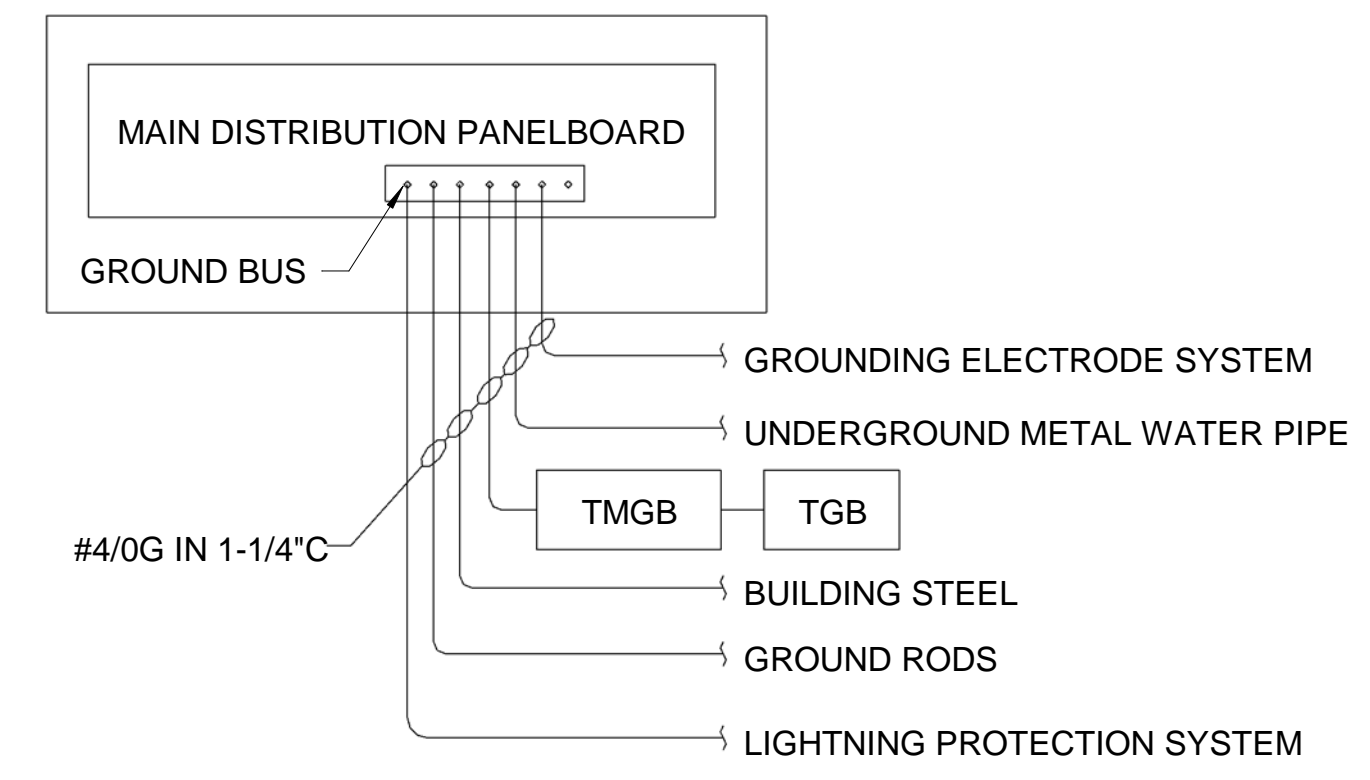 MAIN DISTRIBUTION PANELBOARD
GROUND BUS
GROUNDING ELECTRODE SYSTEM
UNDERGROUND METAL WATER PIPE
TMGB
TGB
#4/0G IN 1-1/4"C
BUILDING STEEL
GROUND RODS
LIGHTNING PROTECTION SYSTEM